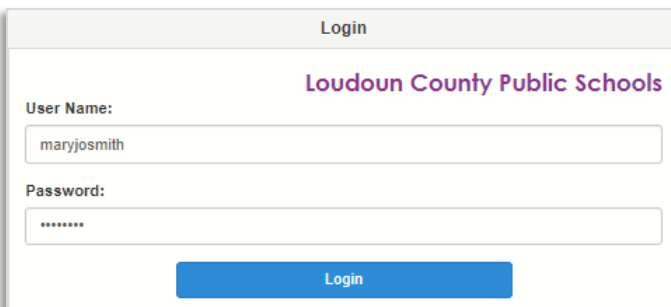 Login
Loudoun County Public Schools
User Name:
maryjosmith
Password:
••••••••
Login